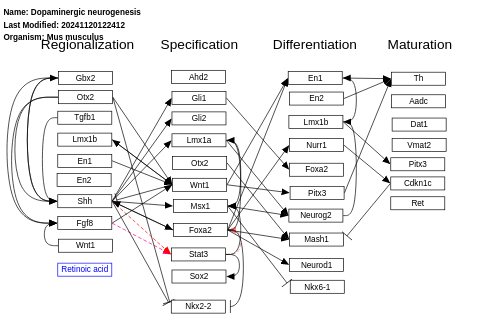 Name: Dopaminergic neurogenesis
Last Modified: 20241120122412
Organism: Mus musculus
Regionalization
Specification
Differentiation
Maturation
Gbx2
Otx2
Tgfb1
Lmx1b
En1
En2
Shh
Fgf8
Wnt1
Retinoic acid
Ahd2
Gli1
Gli2
Lmx1a
Otx2
Wnt1
Msx1
Foxa2
Stat3
Sox2
Nkx2-2
En1
En2
Lmx1b
Nurr1
Foxa2
Pitx3
Neurog2
Mash1
Neurod1
Nkx6-1
Th
Aadc
Dat1
Vmat2
Pitx3
Cdkn1c
Ret